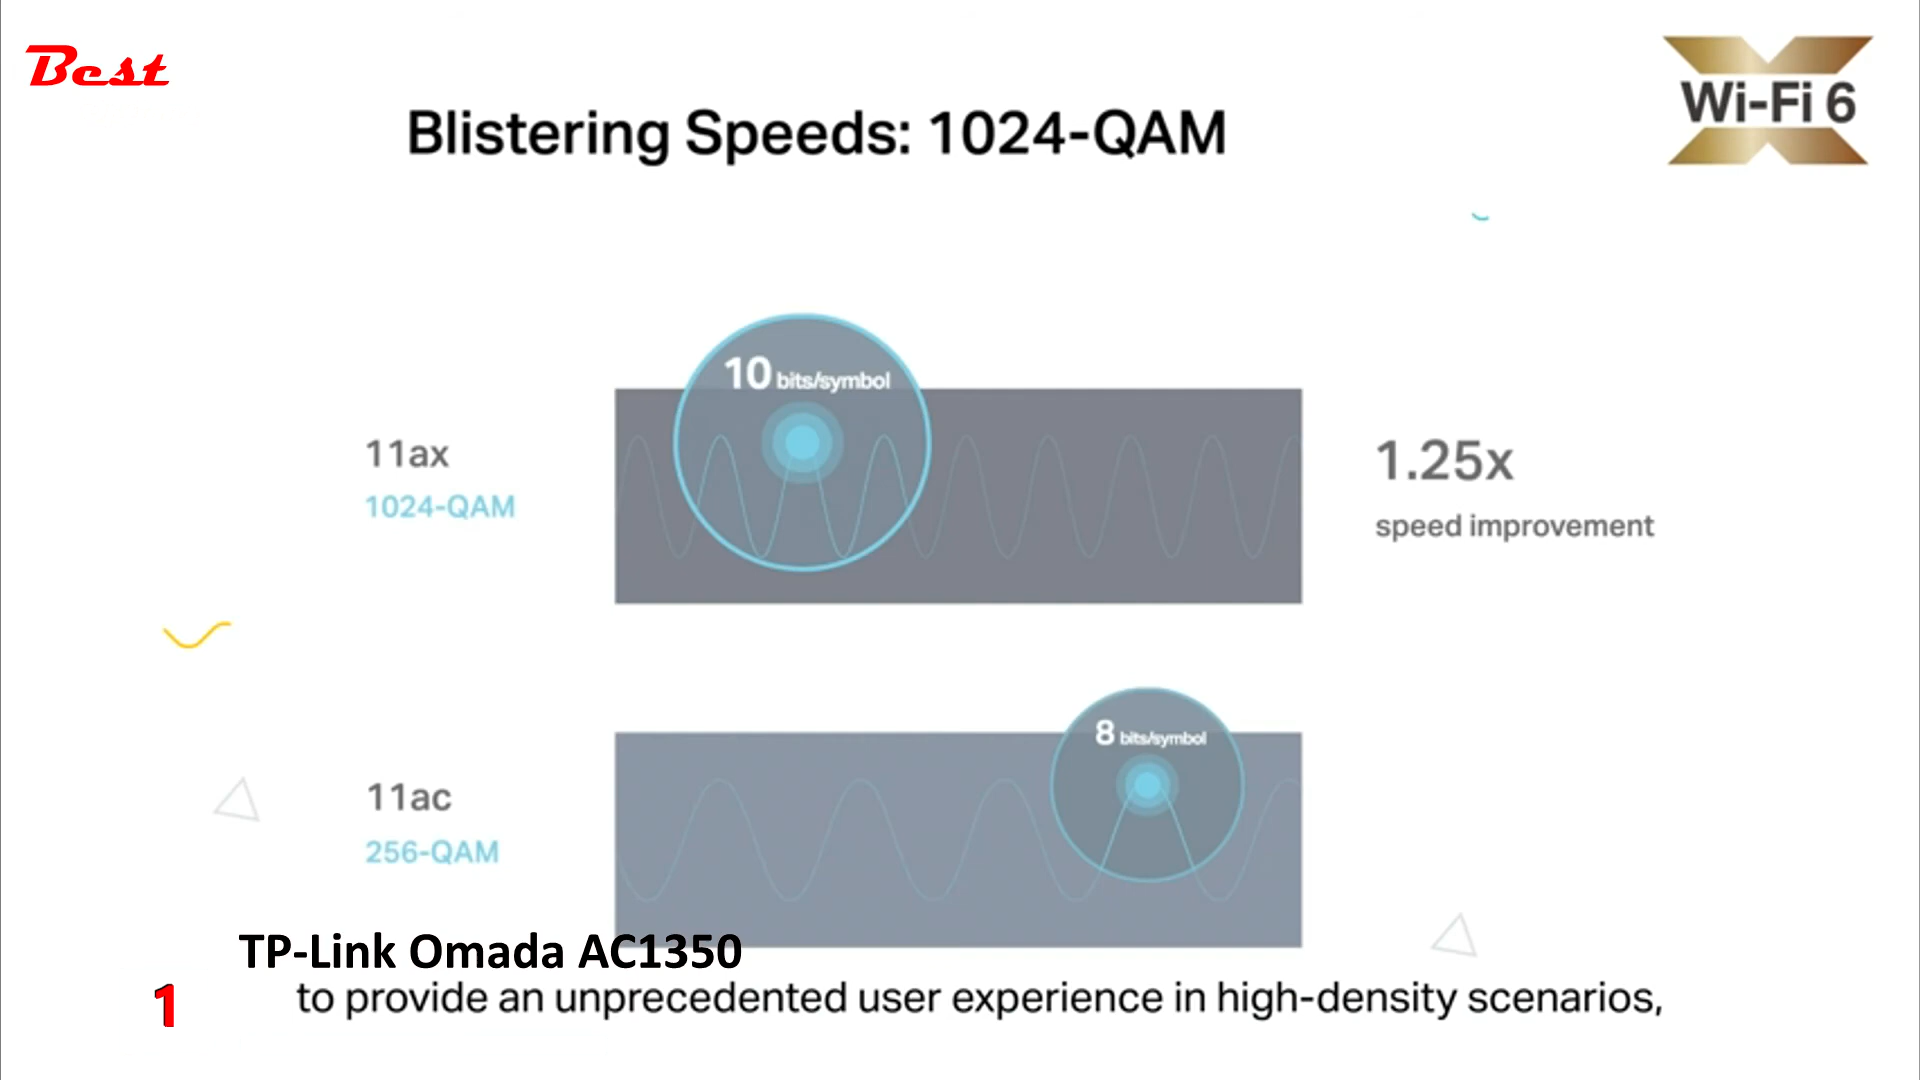 Best
Wi-Fi 6
Blistering Speeds: 1024-QAM
10 bits/symbol
11ax
1024-QAM
1.25x
speed improvement
8 bits/symbol
11ac
256-QAM
TP-Link Omada AC1350
1
to provide an unprecedented user experience in high-density scenarios,